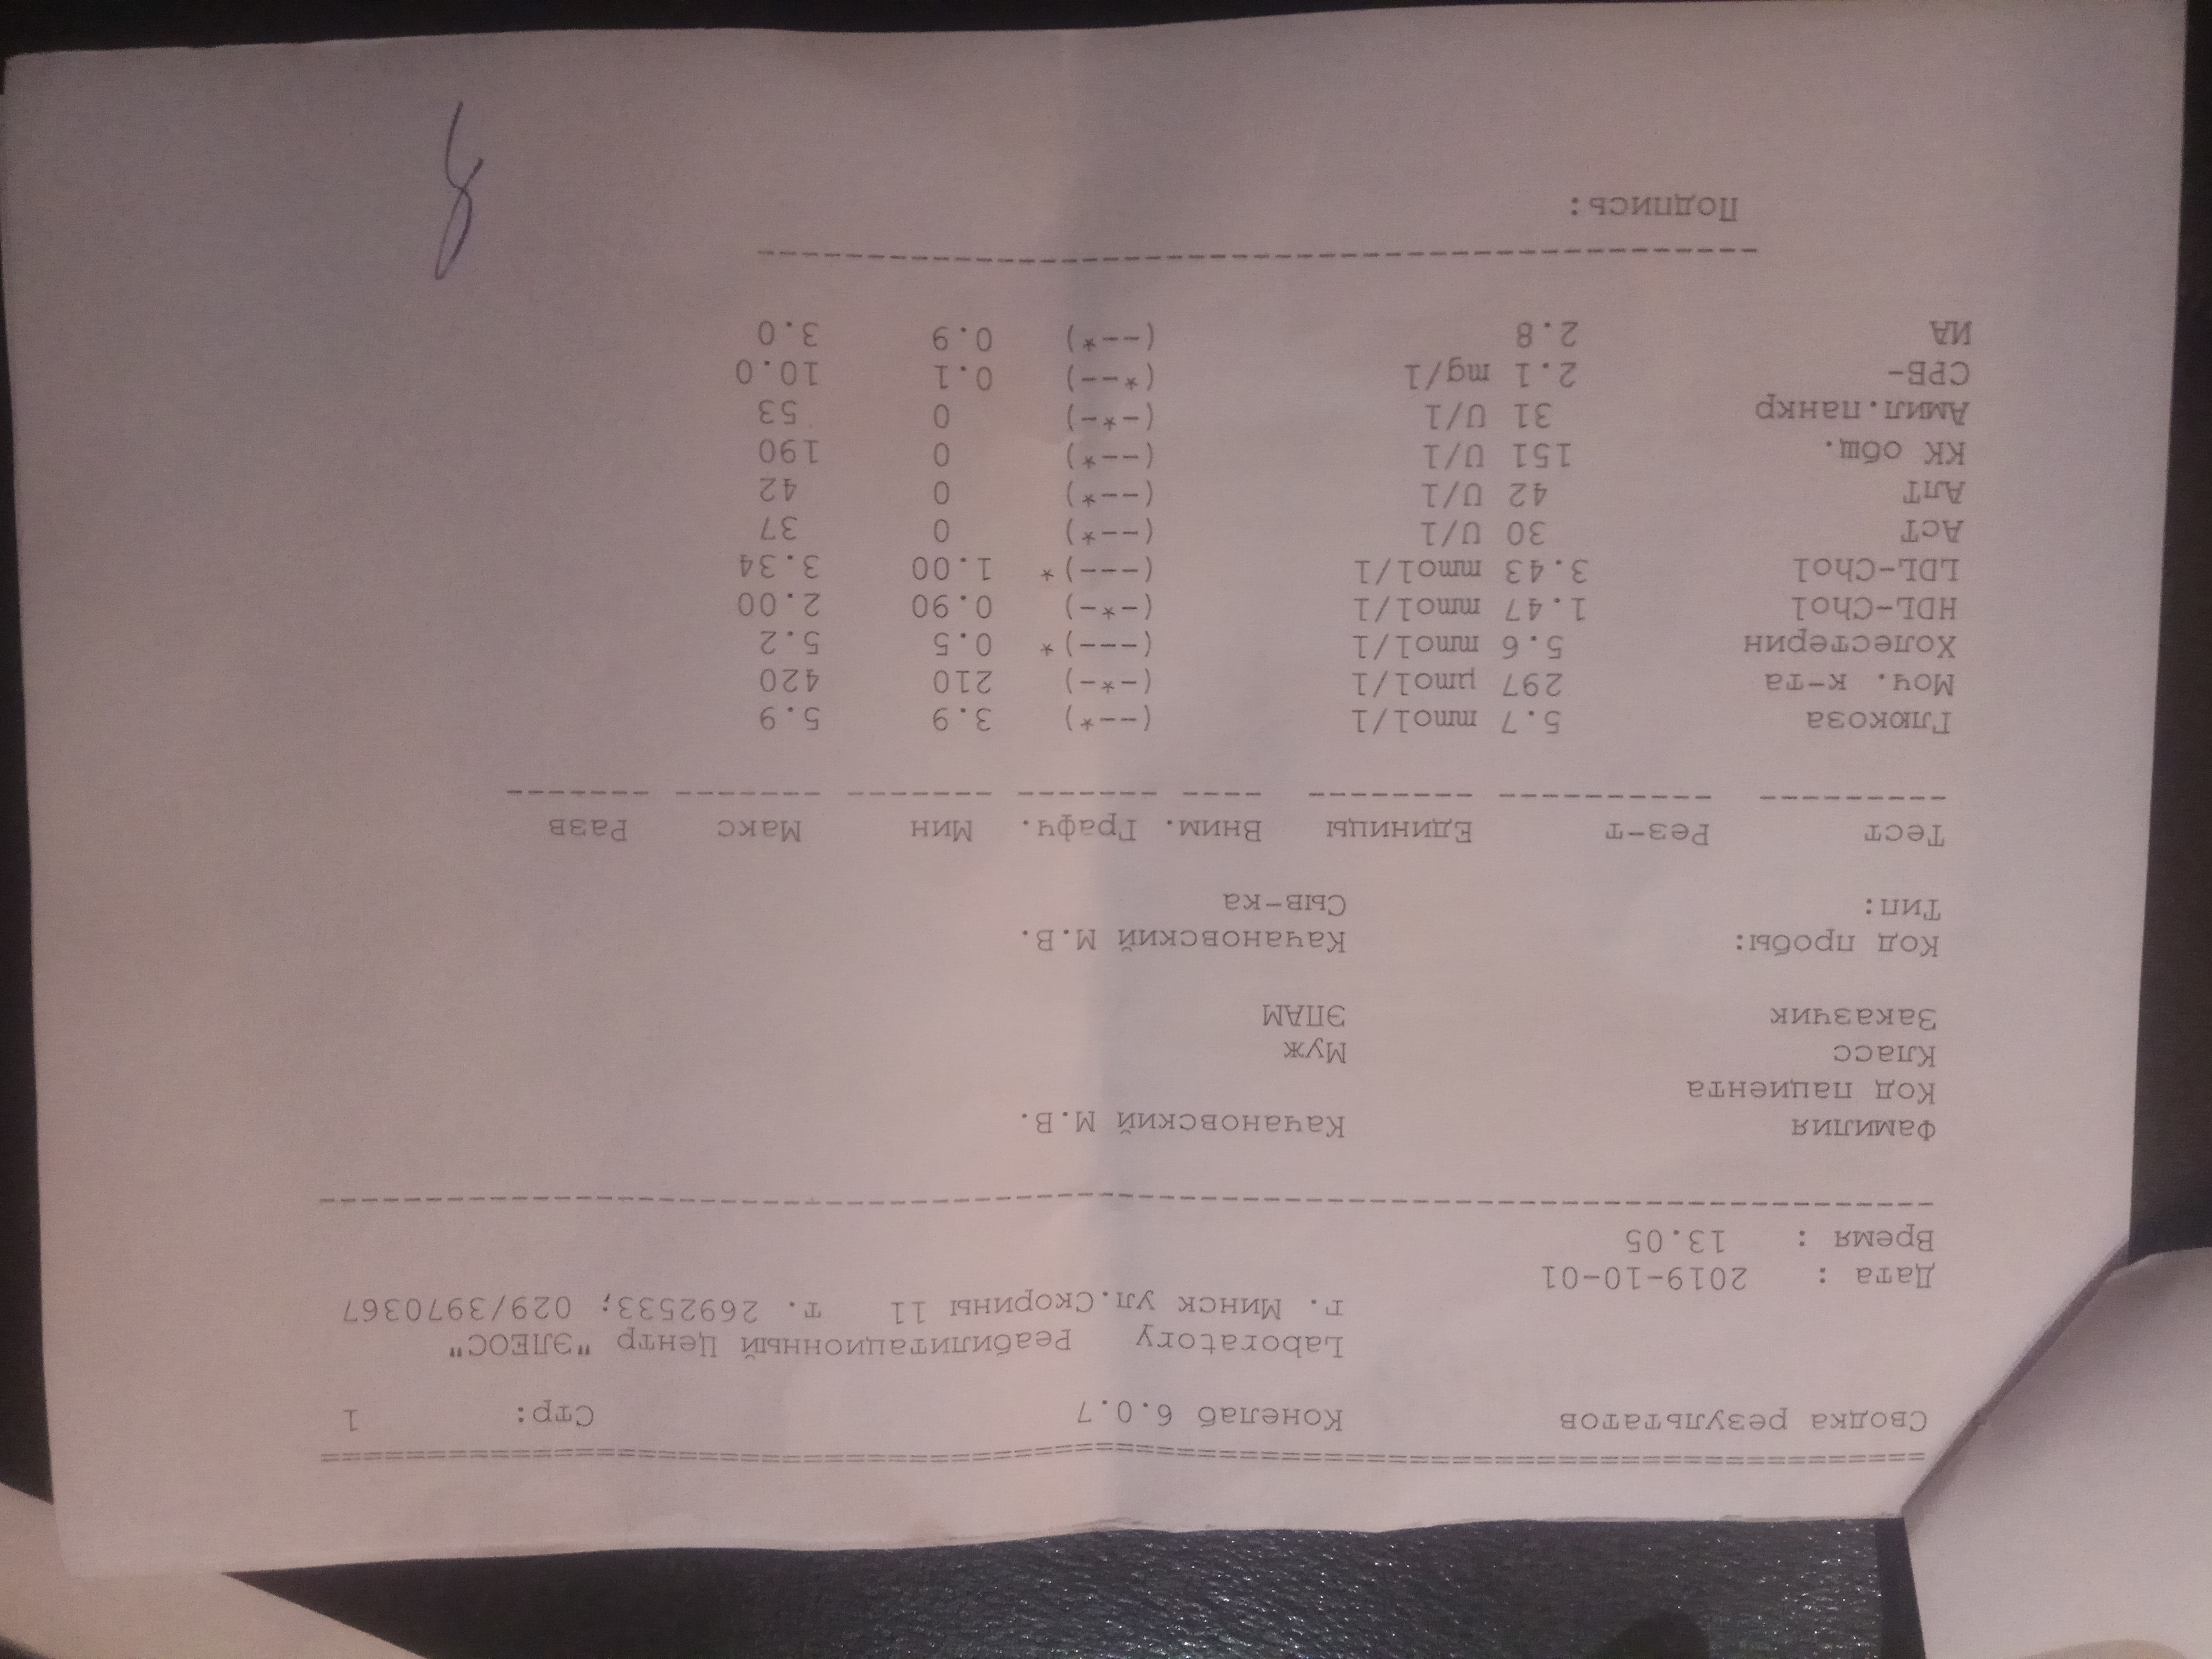 Сводка результатов Конелаб 6.0.7 Стр: 1
Laboratory Реабилитационный Центр "ЭЛЕОС"
г. Минск ул.Скорины 11 т. 2692533; 029/3970367
Дата : 2019-10-01
Время : 13.05
Фамилия Качановский М.В.
Код пациента
Класс Муж
Заказчик ЭПАМ
Код пробы: Качановский М.В.
Тип: Сыв-ка
Тест Рез-т Единицы Вним. Графч. Мин Макс Разв
Глюкоза 5.7 mmol/l (--*) 3.9 5.9
Моч. к-та 297 µmol/l (-*-) 210 420
Холестерин 5.6 mmol/l (---)* 0.5 5.2
HDL-Chol 1.47 mmol/l (-*-) 0.90 2.00
LDL-Chol 3.43 mmol/l (---)* 1.00 3.34
АсТ 30 U/l (--*) 0 37
АлТ 42 U/l (--*) 0 42
КК общ. 151 U/l (--*) 0 190
Амил.панкр 31 U/l (-*-) 0 53
СРБ- 2.1 mg/l (*--) 0.1 10.0
ИА 2.8 (--*) 0.9 3.0
Подпись: